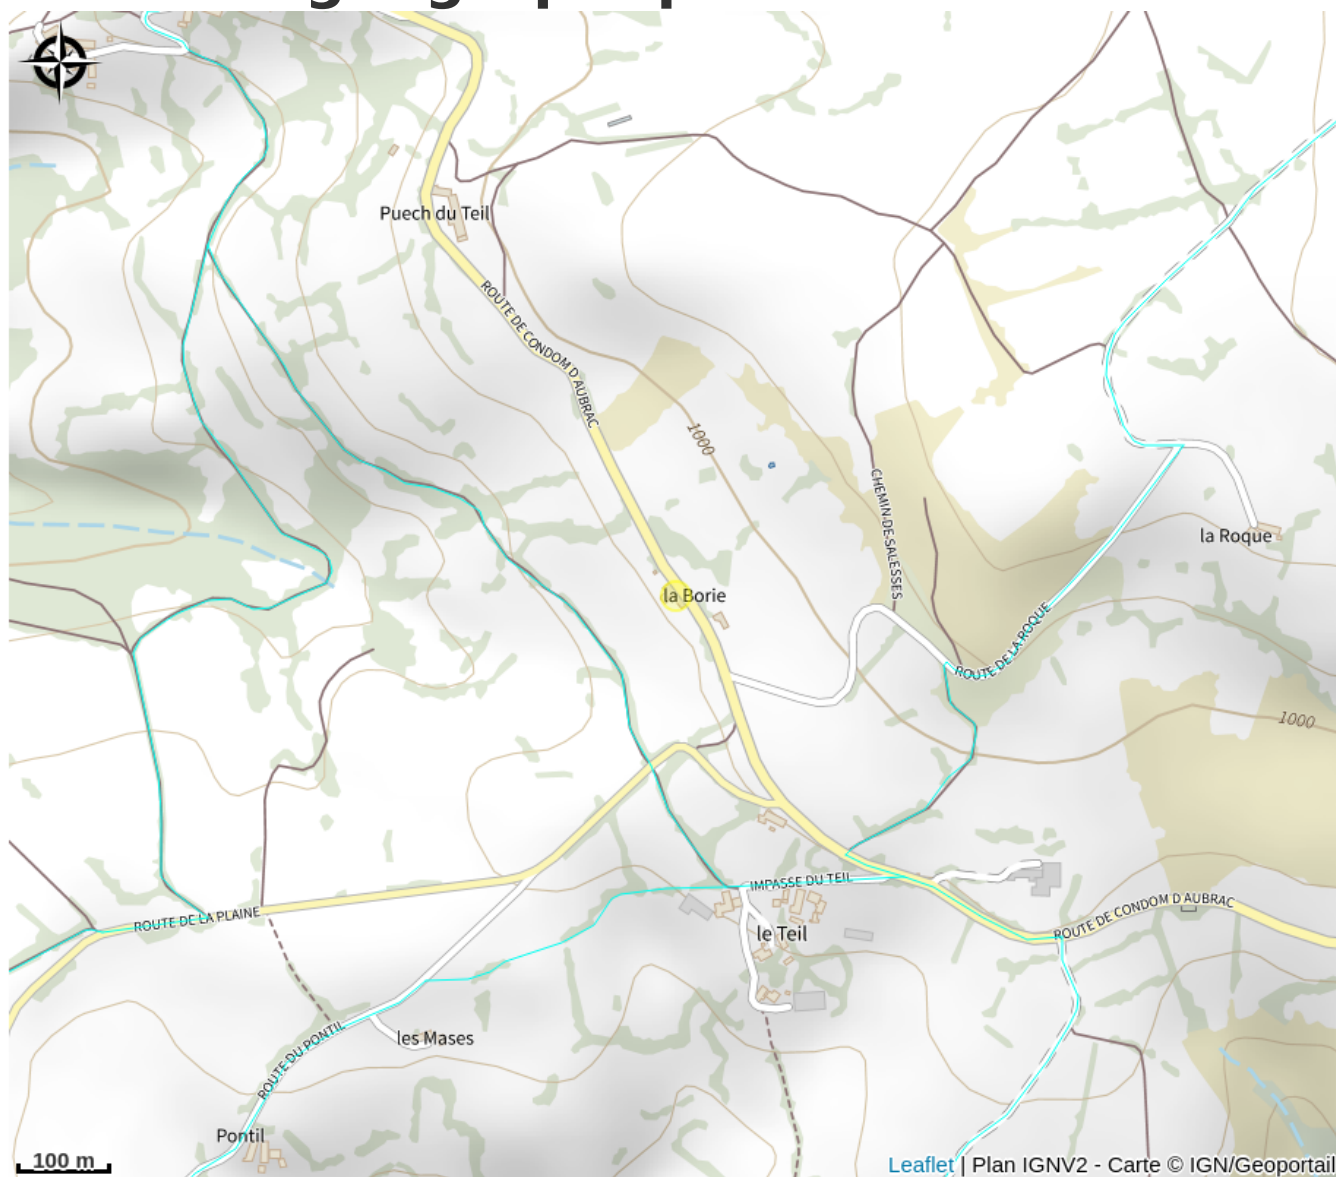 Puech du Teil
ROUTE DE CONDOM D AUBRAC
1000
CHEMIN DE SALESSES
la Roque
la Borie
ROUTE DE LA ROQUE
1000
IMPASSE DU TEIL
ROUTE DE CONDOM D AUBRAC
ROUTE DE LA PLAINE
le Teil
les Mases
ROUTE DU PONTIL
Pontil
100 m
Leaflet | Plan IGNV2 - Carte © IGN/Geoportail